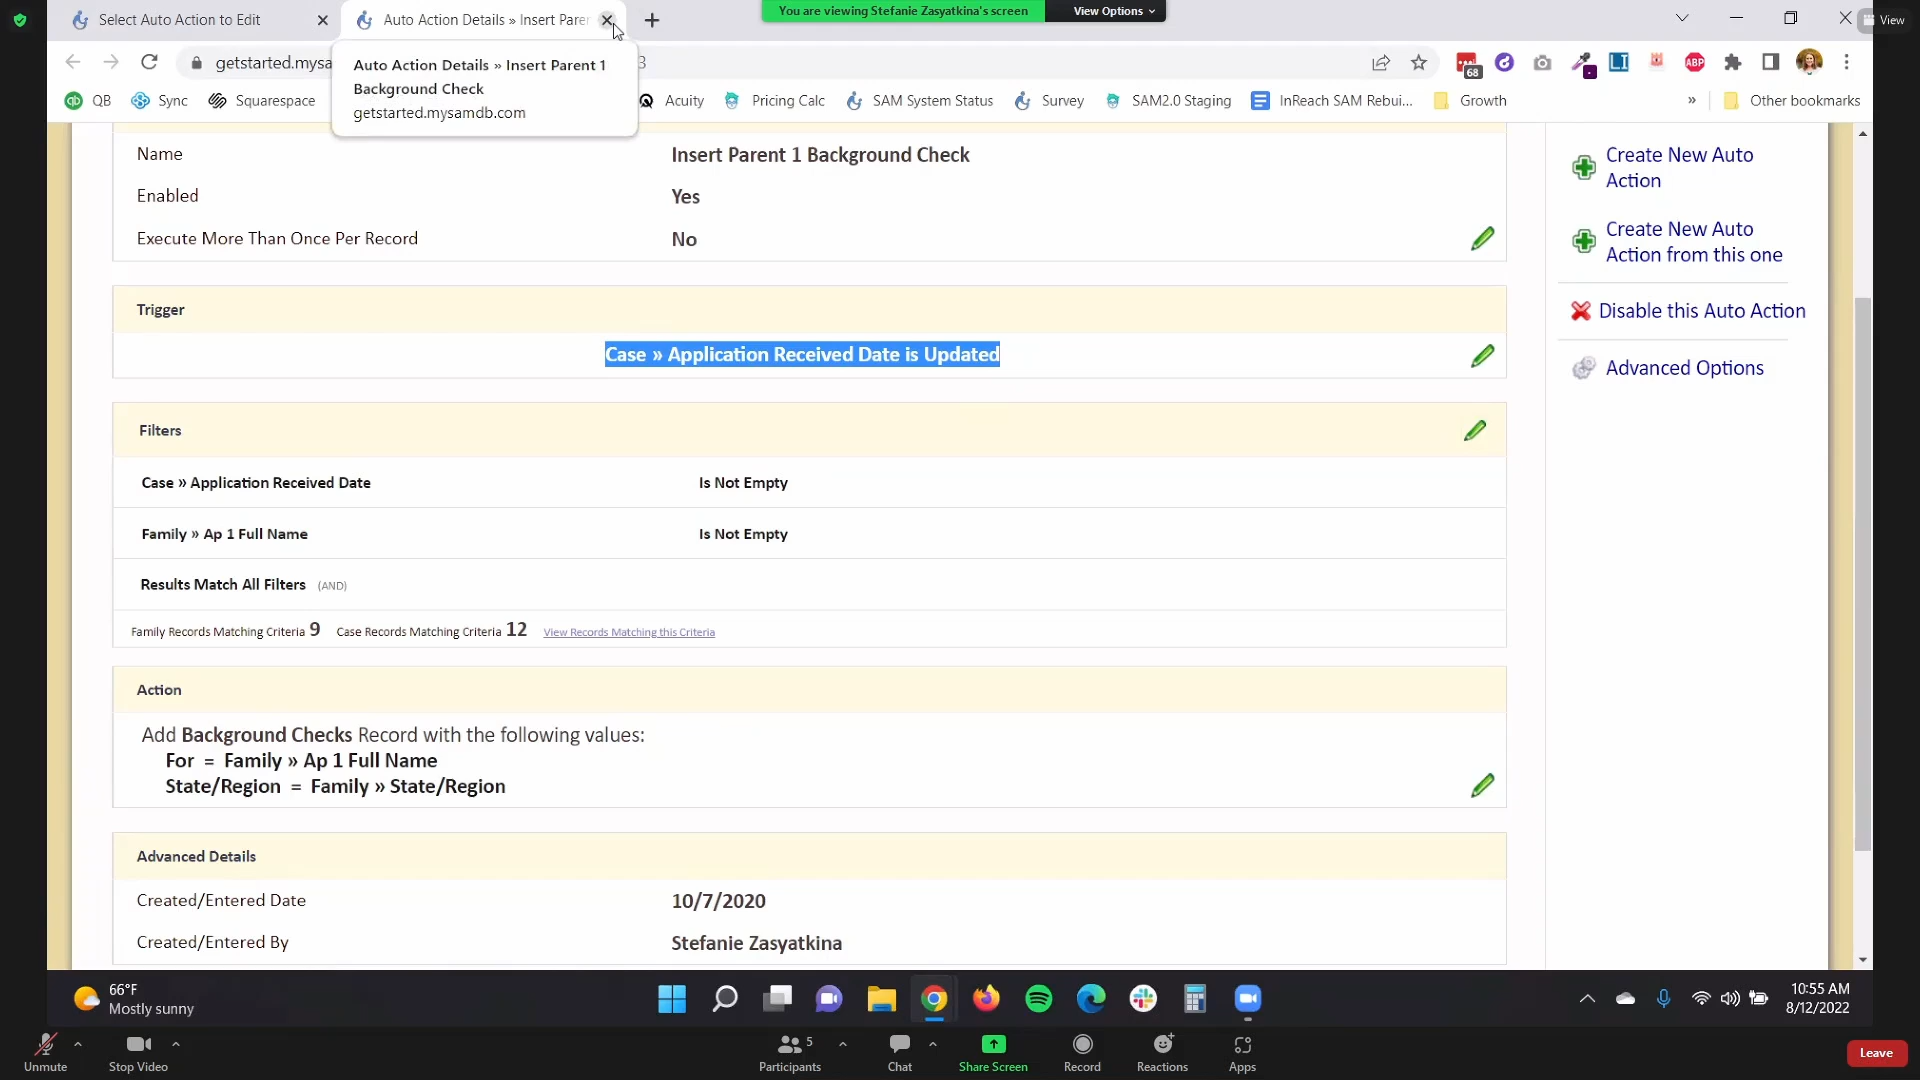 Select Auto Action to Edit
Auto Action Details » Insert Paren
You are viewing Stefanie Zasyatkina's screen
View Options
View
getstarted.mysa
3
Auto Action Details » Insert Parent 1
Background Check
getstarted.mysamdb.com
68
ABP
QB
Sync
Squarespace
Acuity
Pricing Calc
SAM System Status
Survey
SAM2.0 Staging
InReach SAM Rebui...
Growth
»
Other bookmarks
Name
Insert Parent 1 Background Check
Enabled
Yes
Execute More Than Once Per Record
No
Trigger
Case » Application Received Date is Updated
Filters
Case » Application Received Date
Is Not Empty
Family » Ap 1 Full Name
Is Not Empty
Results Match All Filters (AND)
Family Records Matching Criteria 9 Case Records Matching Criteria 12 View Records Matching this Criteria
Action
Add Background Checks Record with the following values:
For = Family » Ap 1 Full Name
State/Region = Family » State/Region
Advanced Details
Created/Entered Date
10/7/2020
Created/Entered By
Stefanie Zasyatkina
Create New Auto
Action
Create New Auto
Action from this one
Disable this Auto Action
Advanced Options
66°F
Mostly sunny
10:55 AM
8/12/2022
Unmute
Stop Video
5
Participants
Chat
Share Screen
Record
Reactions
Apps
Leave